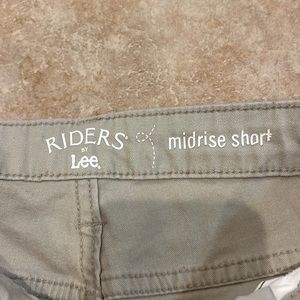 RIDERS
BY
Lee.
midrise short